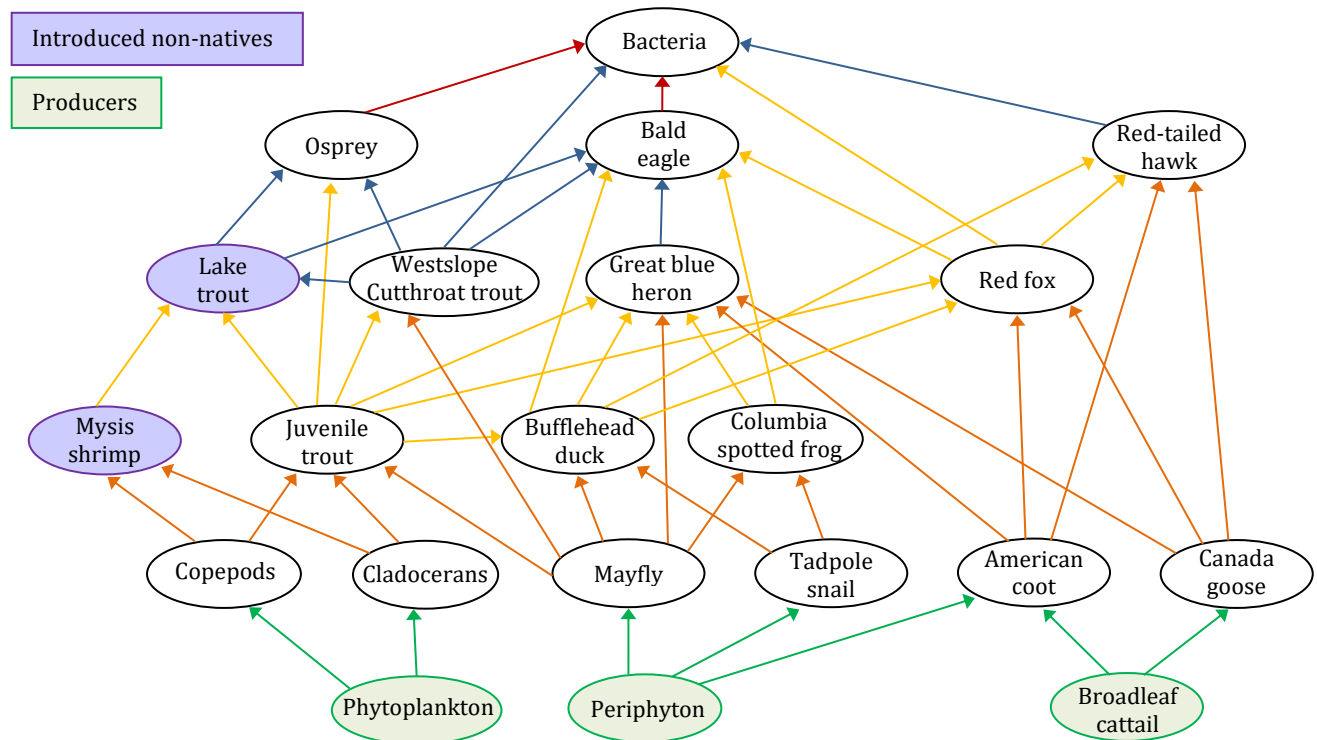 Introduced non-natives
Producers
Bacteria
Osprey
Bald
eagle
Red-tailed
hawk
Lake
trout
Westslope
Cutthroat trout
Great blue
heron
Red fox
Mysis
shrimp
Juvenile
trout
Bufflehead
duck
Columbia
spotted frog
Copepods
Cladocerans
Mayfly
Tadpole
snail
American
coot
Canada
goose
Phytoplankton
Periphyton
Broadleaf
cattail